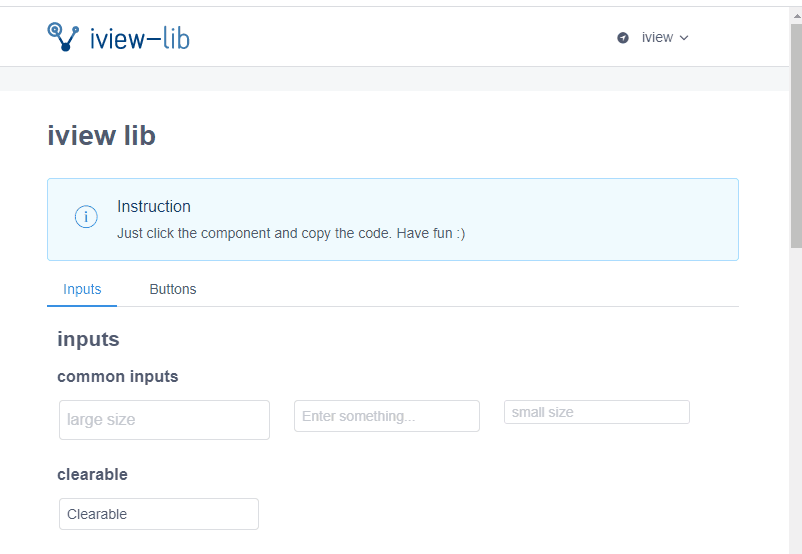 iview-lib
iview
iview lib
Instruction
Just click the component and copy the code. Have fun :)
Inputs Buttons
inputs
common inputs
large size Enter something... small size
clearable
Clearable